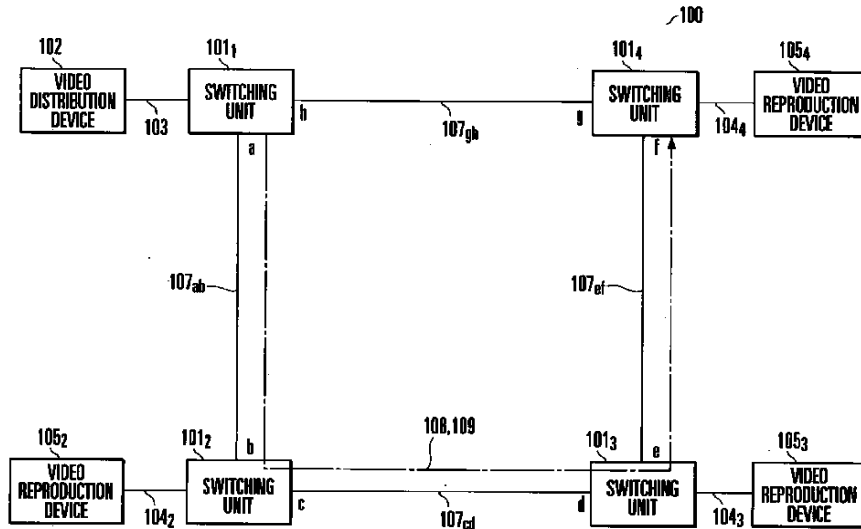 100
102
101₁
101₄
105₄
VIDEO
DISTRIBUTION
DEVICE
SWITCHING
UNIT
SWITCHING
UNIT
VIDEO
REPRODUCTION
DEVICE
103
h
107gh
g
104₄
a
f
107ab
107ef
105₂
101₂
b
108,109
101₃
e
105₃
VIDEO
REPRODUCTION
DEVICE
SWITCHING
UNIT
SWITCHING
UNIT
VIDEO
REPRODUCTION
DEVICE
104₂
c
107cd
d
104₃